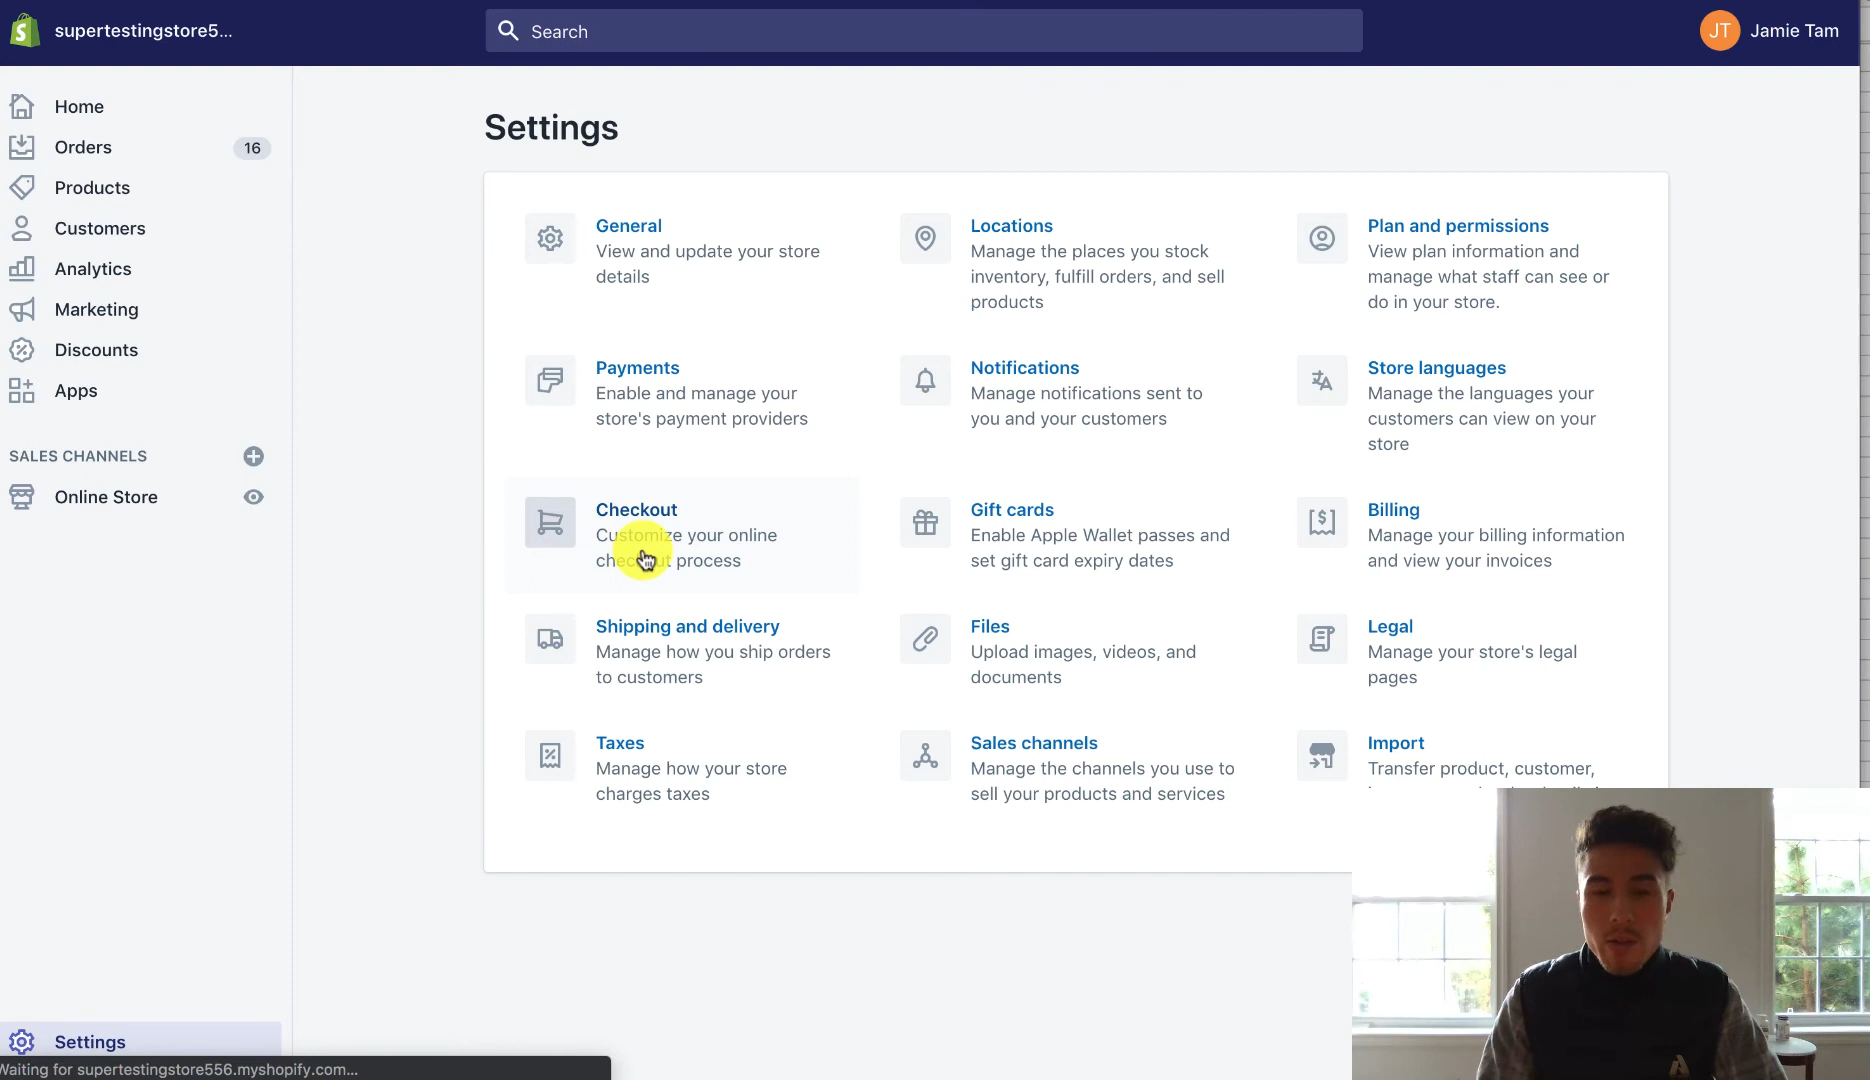 supertestingstore5...
Search
JT Jamie Tam
Home
Orders 16
Products
Customers
Analytics
Marketing
Discounts
Apps
SALES CHANNELS
Online Store
Settings
Waiting for supertestingstore556.myshopify.com...
Settings
General
View and update your store
details
Locations
Manage the places you stock
inventory, fulfill orders, and sell
products
Plan and permissions
View plan information and
manage what staff can see or
do in your store.
Payments
Enable and manage your
store's payment providers
Notifications
Manage notifications sent to
you and your customers
Store languages
Manage the languages your
customers can view on your
store
Checkout
Customize your online
checkout process
Gift cards
Enable Apple Wallet passes and
set gift card expiry dates
Billing
Manage your billing information
and view your invoices
Shipping and delivery
Manage how you ship orders
to customers
Files
Upload images, videos, and
documents
Legal
Manage your store's legal
pages
Taxes
Manage how your store
charges taxes
Sales channels
Manage the channels you use to
sell your products and services
Import
Transfer product, customer,